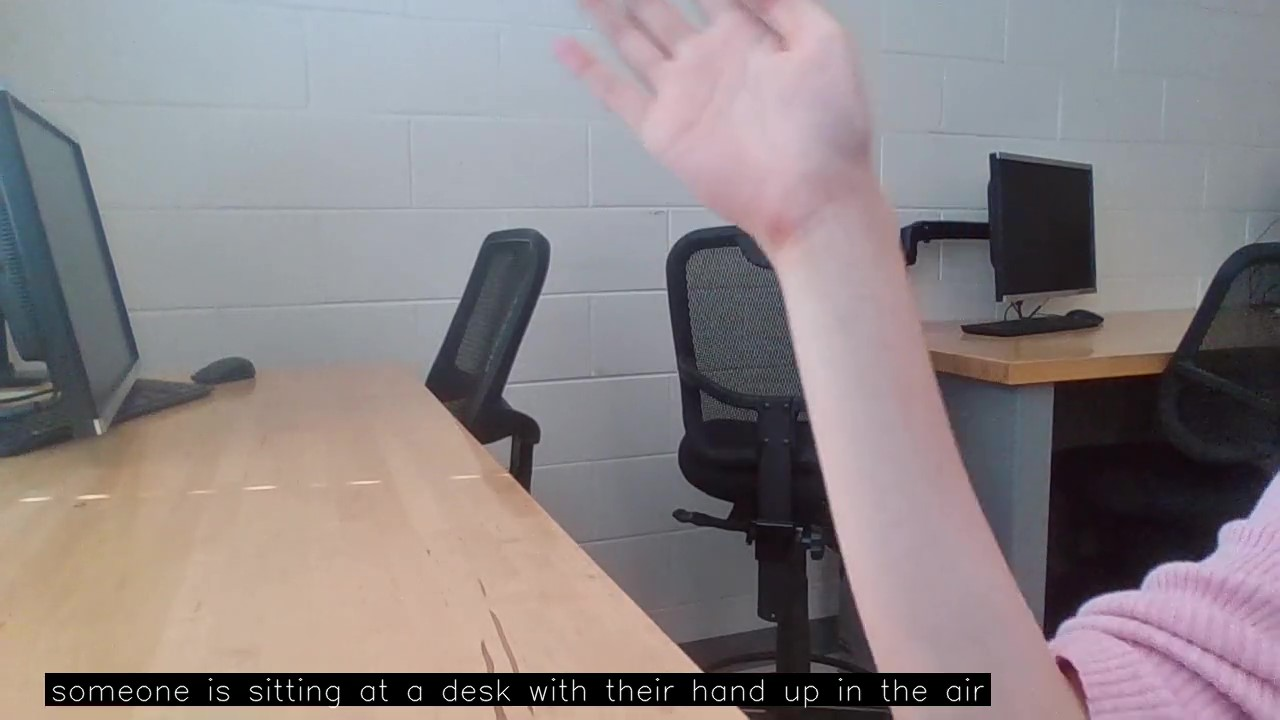 someone is sitting at a desk with their hand up in the air